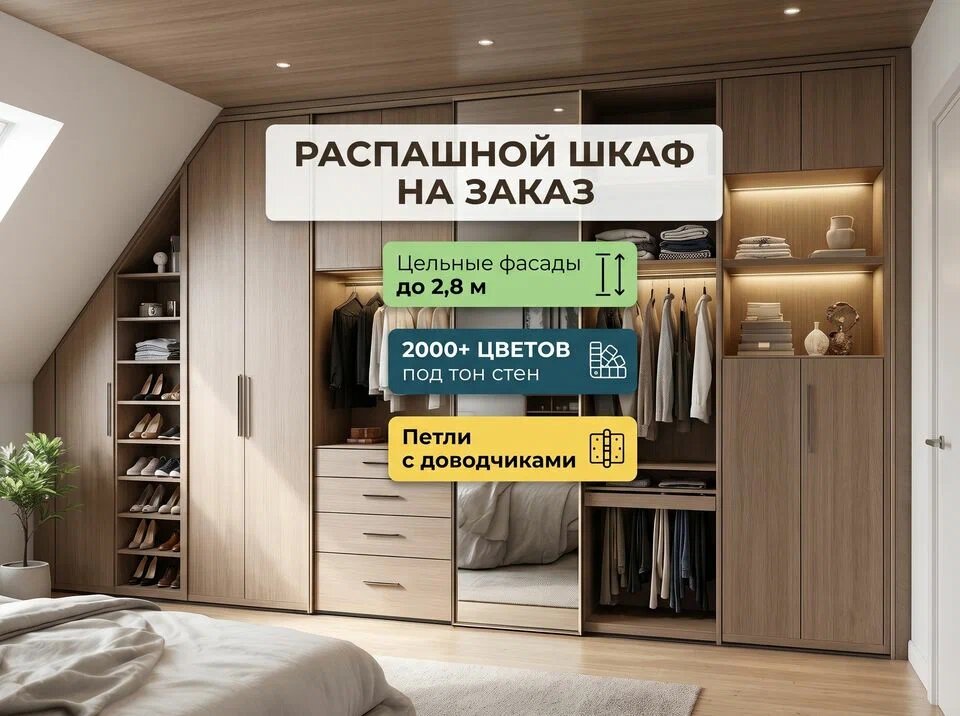 РАСПАШНОЙ ШКАФ
НА ЗАКАЗ
Цельные фасады
до 2,8 м
2000+ ЦВЕТОВ
под тон стен
Петли
с доводчиками